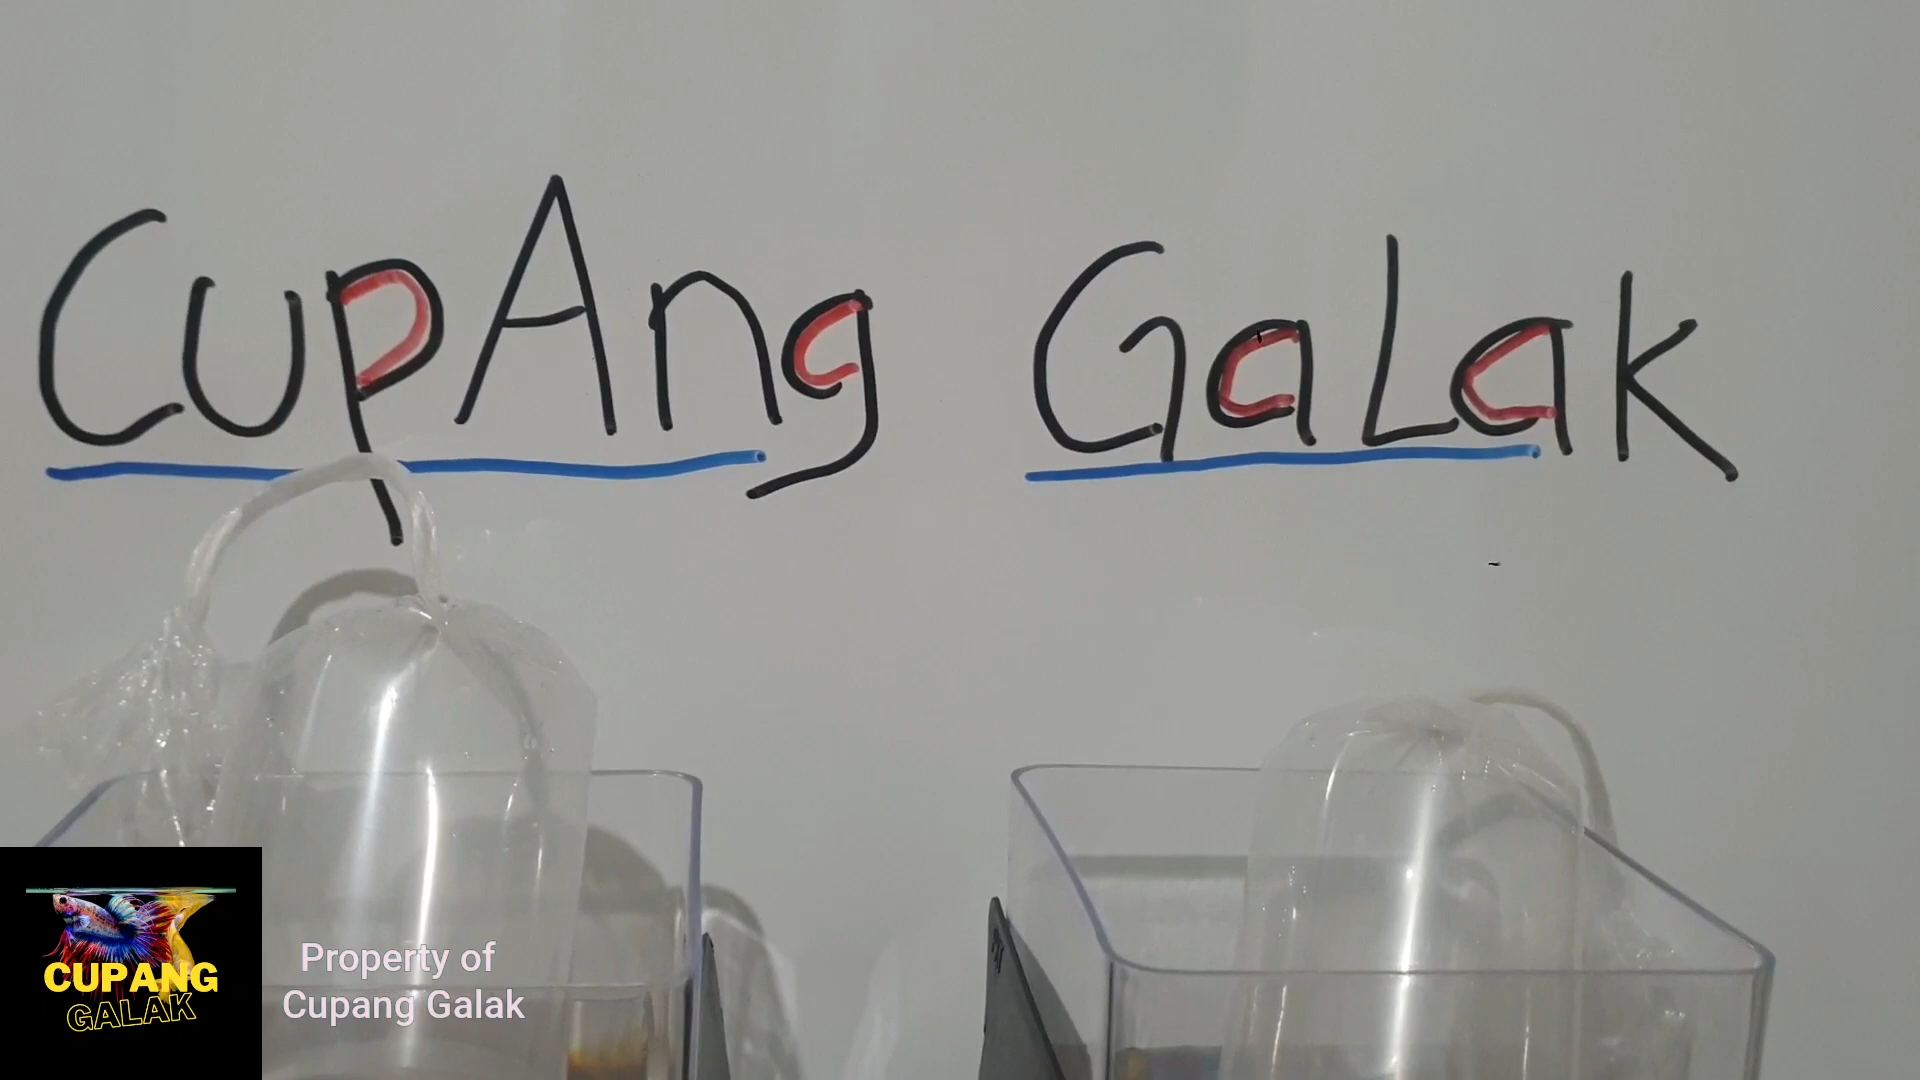 CupAng GaLak
CUPANG
GALAK
Property of
Cupang Galak